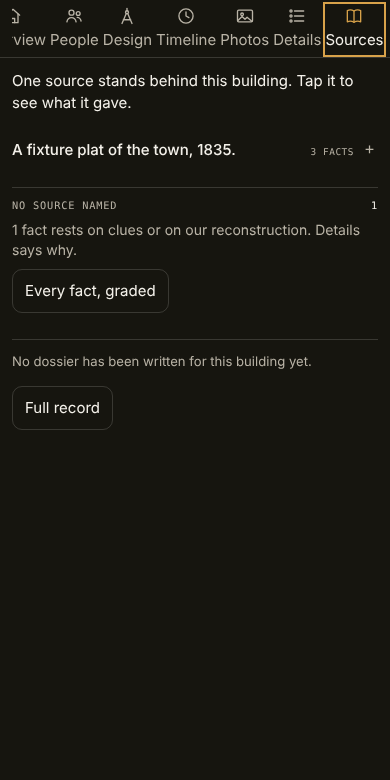 view People Design Timeline Photos Details Sources
One source stands behind this building. Tap it to
see what it gave.
A fixture plat of the town, 1835. 3 FACTS +
NO SOURCE NAMED 1
1 fact rests on clues or on our reconstruction. Details
says why.
Every fact, graded
No dossier has been written for this building yet.
Full record